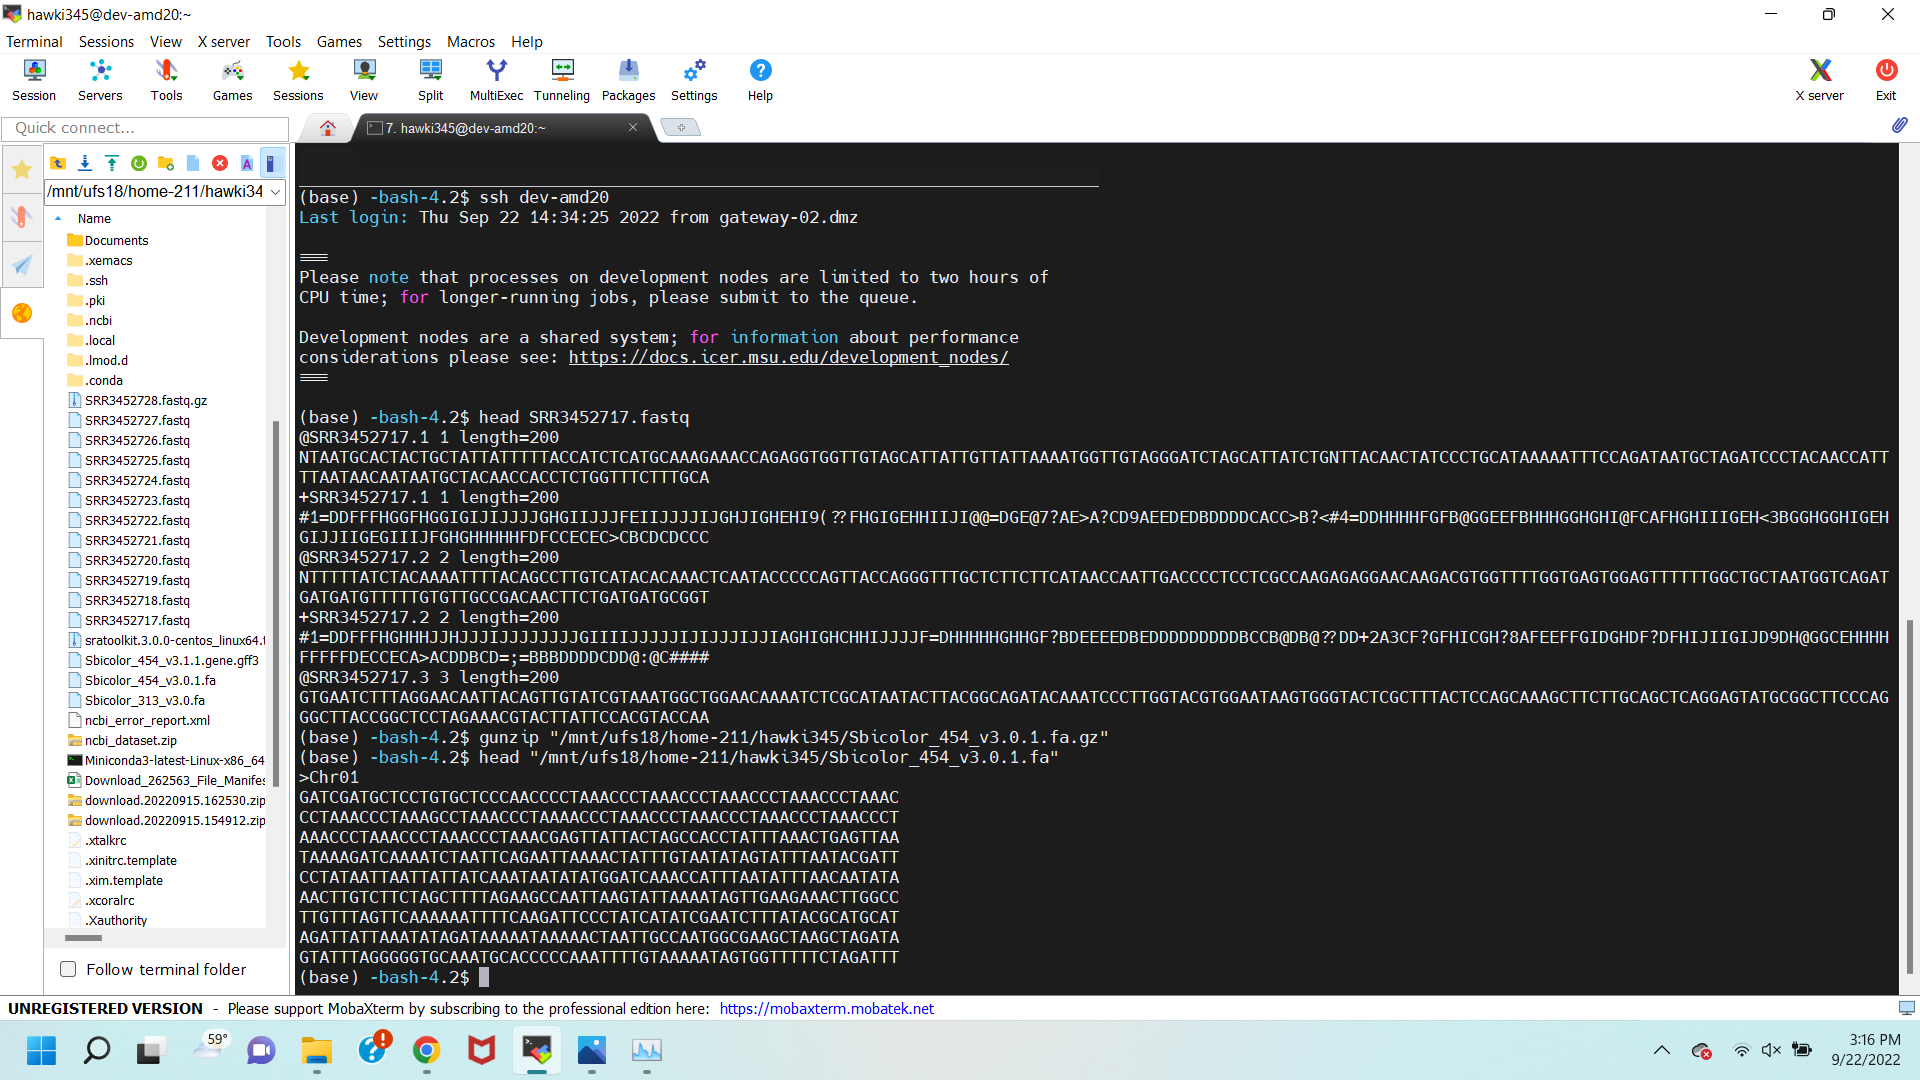 hawki345@dev-amd20:~
Terminal Sessions View X server Tools Games Settings Macros Help
Session Servers Tools Games Sessions View Split MultiExec Tunneling Packages Settings Help X server Exit
Quick connect...
7. hawki345@dev-amd20:~
/mnt/ufs18/home-211/hawki34
Name
Documents
.xemacs
.ssh
.pki
.ncbi
.local
.lmod.d
.conda
SRR3452728.fastq.gz
SRR3452727.fastq
SRR3452726.fastq
SRR3452725.fastq
SRR3452724.fastq
SRR3452723.fastq
SRR3452722.fastq
SRR3452721.fastq
SRR3452720.fastq
SRR3452719.fastq
SRR3452718.fastq
SRR3452717.fastq
sratoolkit.3.0.0-centos_linux64.t
Sbicolor_454_v3.1.1.gene.gff3
Sbicolor_454_v3.0.1.fa
Sbicolor_313_v3.0.fa
ncbi_error_report.xml
ncbi_dataset.zip
Miniconda3-latest-Linux-x86_64
Download_262563_File_Manifes
download.20220915.162530.zip
download.20220915.154912.zip
.xtalkrc
.xinitrc.template
.xim.template
.xcoralrc
.Xauthority
Follow terminal folder
(base) -bash-4.2$ ssh dev-amd20
Last login: Thu Sep 22 14:34:25 2022 from gateway-02.dmz
===
Please note that processes on development nodes are limited to two hours of
CPU time; for longer-running jobs, please submit to the queue.
Development nodes are a shared system; for information about performance
considerations please see: https://docs.icer.msu.edu/development_nodes/
===
(base) -bash-4.2$ head SRR3452717.fastq
@SRR3452717.1 1 length=200
NTAATGCACTACTGCTATTATTTTTACCATCTCATGCAAAGAAACCAGAGGTGGTTGTAGCATTATTGTTATTAAAATGGTTGTAGGGATCTAGCATTATCTGNTTACAACTATCCCTGCATAAAAATTTCCAGATAATGCTAGATCCCTACAACCATT
TTAATAACAATAATGCTACAACCACCTCTGGTTTCTTTGCA
+SRR3452717.1 1 length=200
#1=DDFFFHGGFHGGIGIJIJJJJGHGIIJJJFEIIJJJJIJGHJIGHEHI9(??FHGIGEHHIIJI@@=DGE@7?AE>A?CD9AEEDEDBDDDDCACC>B?<#4=DDHHHHFGFB@GGEEFBHHHGGHGHI@FCAFHGHIIIGEH<3BGGHGGHIGEH
GIJJIIGEGIIIJFGHGHHHHHFDFCCECEC>CBCDCDCCC
@SRR3452717.2 2 length=200
NTTTTTATCTACAAAATTTTACAGCCTTGTCATACACAAACTCAATACCCCCAGTTACCAGGGTTTGCTCTTCTTCATAACCAATTGACCCCTCCTCGCCAAGAGAGGAACAAGACGTGGTTTTGGTGAGTGGAGTTTTTTGGCTGCTAATGGTCAGAT
GATGATGTTTTTGTGTTGCCGACAACTTCTGATGATGCGGT
+SRR3452717.2 2 length=200
#1=DDFFFHGHHHJJHJJJIJJJJJJJJGIIIIJJJJJIJIJJJIJJIAGHIGHCHHIJJJJF=DHHHHHGHHGF?BDEEEEDBEDDDDDDDDDBCCB@DB@??DD+2A3CF?GFHICGH?8AFEEFFGIDGHDF?DFHIJIIGIJD9DH@GGCEHHHH
FFFFFDECCECA>ACDDBCD=;=BBBDDDDCDD@:@C####
@SRR3452717.3 3 length=200
GTGAATCTTTAGGAACAATTACAGTTGTATCGTAAATGGCTGGAACAAAATCTCGCATAATACTTACGGCAGATACAAATCCCTTGGTACGTGGAATAAGTGGGTACTCGCTTTACTCCAGCAAAGCTTCTTGCAGCTCAGGAGTATGCGGCTTCCCAG
GGCTTACCGGCTCCTAGAAACGTACTTATTCCACGTACCAA
(base) -bash-4.2$ gunzip "/mnt/ufs18/home-211/hawki345/Sbicolor_454_v3.0.1.fa.gz"
(base) -bash-4.2$ head "/mnt/ufs18/home-211/hawki345/Sbicolor_454_v3.0.1.fa"
>Chr01
GATCGATGCTCCTGTGCTCCCAACCCCTAAACCCTAAACCCTAAACCCTAAACCCTAAAC
CCTAAACCCTAAAGCCTAAACCCTAAAACCCTAAACCCTAAACCCTAAACCCTAAACCCT
AAACCCTAAACCCTAAACCCTAAACGAGTTATTACTAGCCACCTATTTAAACTGAGTTAA
TAAAAGATCAAAATCTAATTCAGAATTAAAACTATTTGTAATATAGTATTTAATACGATT
CCTATAATTAATTATTATCAAATAATATATGGATCAAACCATTTAATATTTAACAATATA
AACTTGTCTTCTAGCTTTTAGAAGCCAATTAAGTATTAAAATAGTTGAAGAAACTTGGCC
TTGTTTAGTTCAAAAAATTTTCAAGATTCCCTATCATATCGAATCTTTATACGCATGCAT
AGATTATTAAATATAGATAAAAATAAAAACTAATTGCCAATGGCGAAGCTAAGCTAGATA
GTATTTAGGGGGTGCAAATGCACCCCCAAATTTTGTAAAAATAGTGGTTTTTCTAGATTT
(base) -bash-4.2$
UNREGISTERED VERSION - Please support MobaXterm by subscribing to the professional edition here: https://mobaxterm.mobatek.net
59°
3:16 PM
9/22/2022